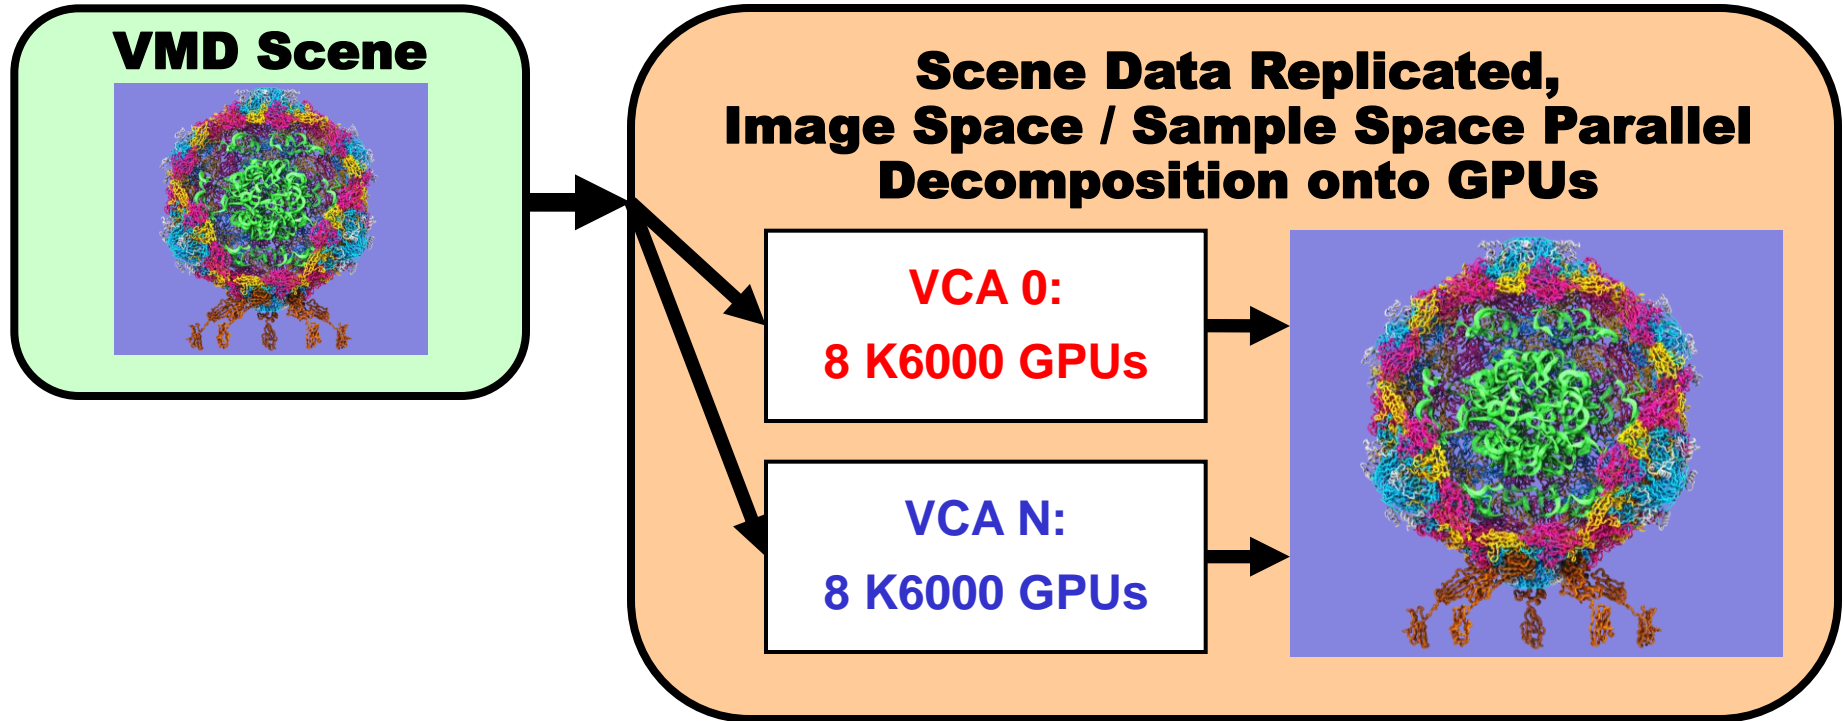 VMD Scene
Scene Data Replicated,
Image Space / Sample Space Parallel
Decomposition onto GPUs
VCA 0:
8 K6000 GPUs
VCA N:
8 K6000 GPUs